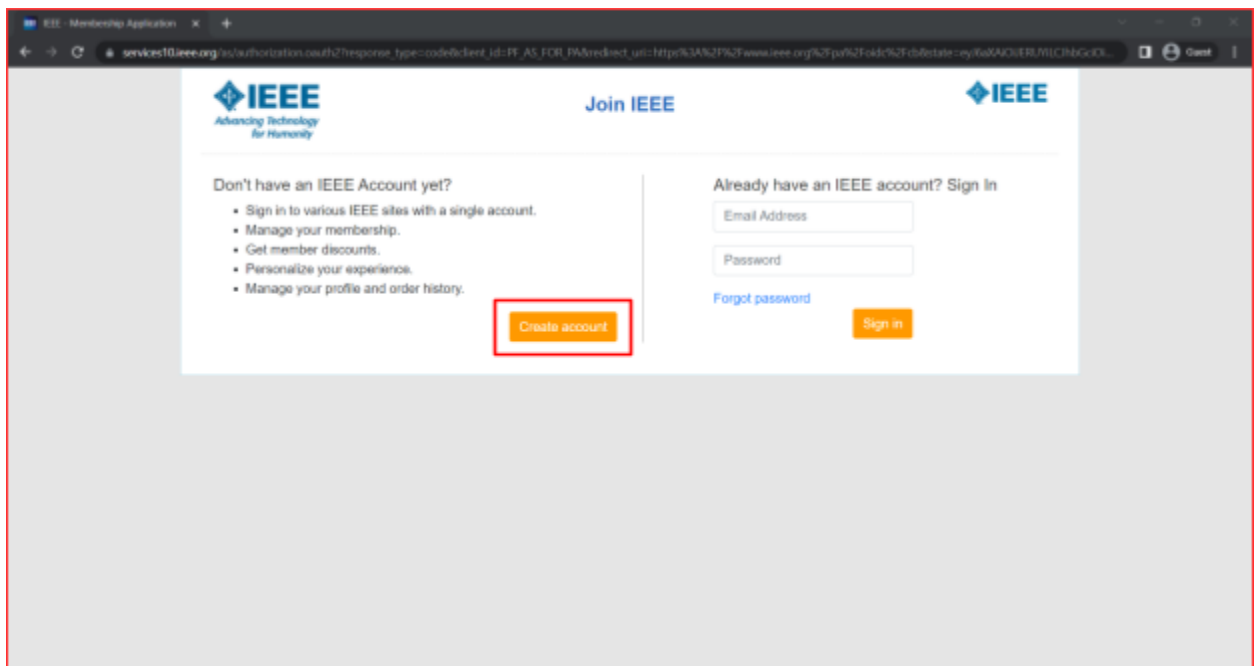 IEEE - Membership Application
Guest
IEEE
Advancing Technology
for Humanity
Join IEEE
IEEE
Don't have an IEEE Account yet?
• Sign in to various IEEE sites with a single account.
• Manage your membership.
• Get member discounts.
• Personalize your experience.
• Manage your profile and order history.
Create account
Already have an IEEE account? Sign In
Email Address
Password
Forgot password
Sign in